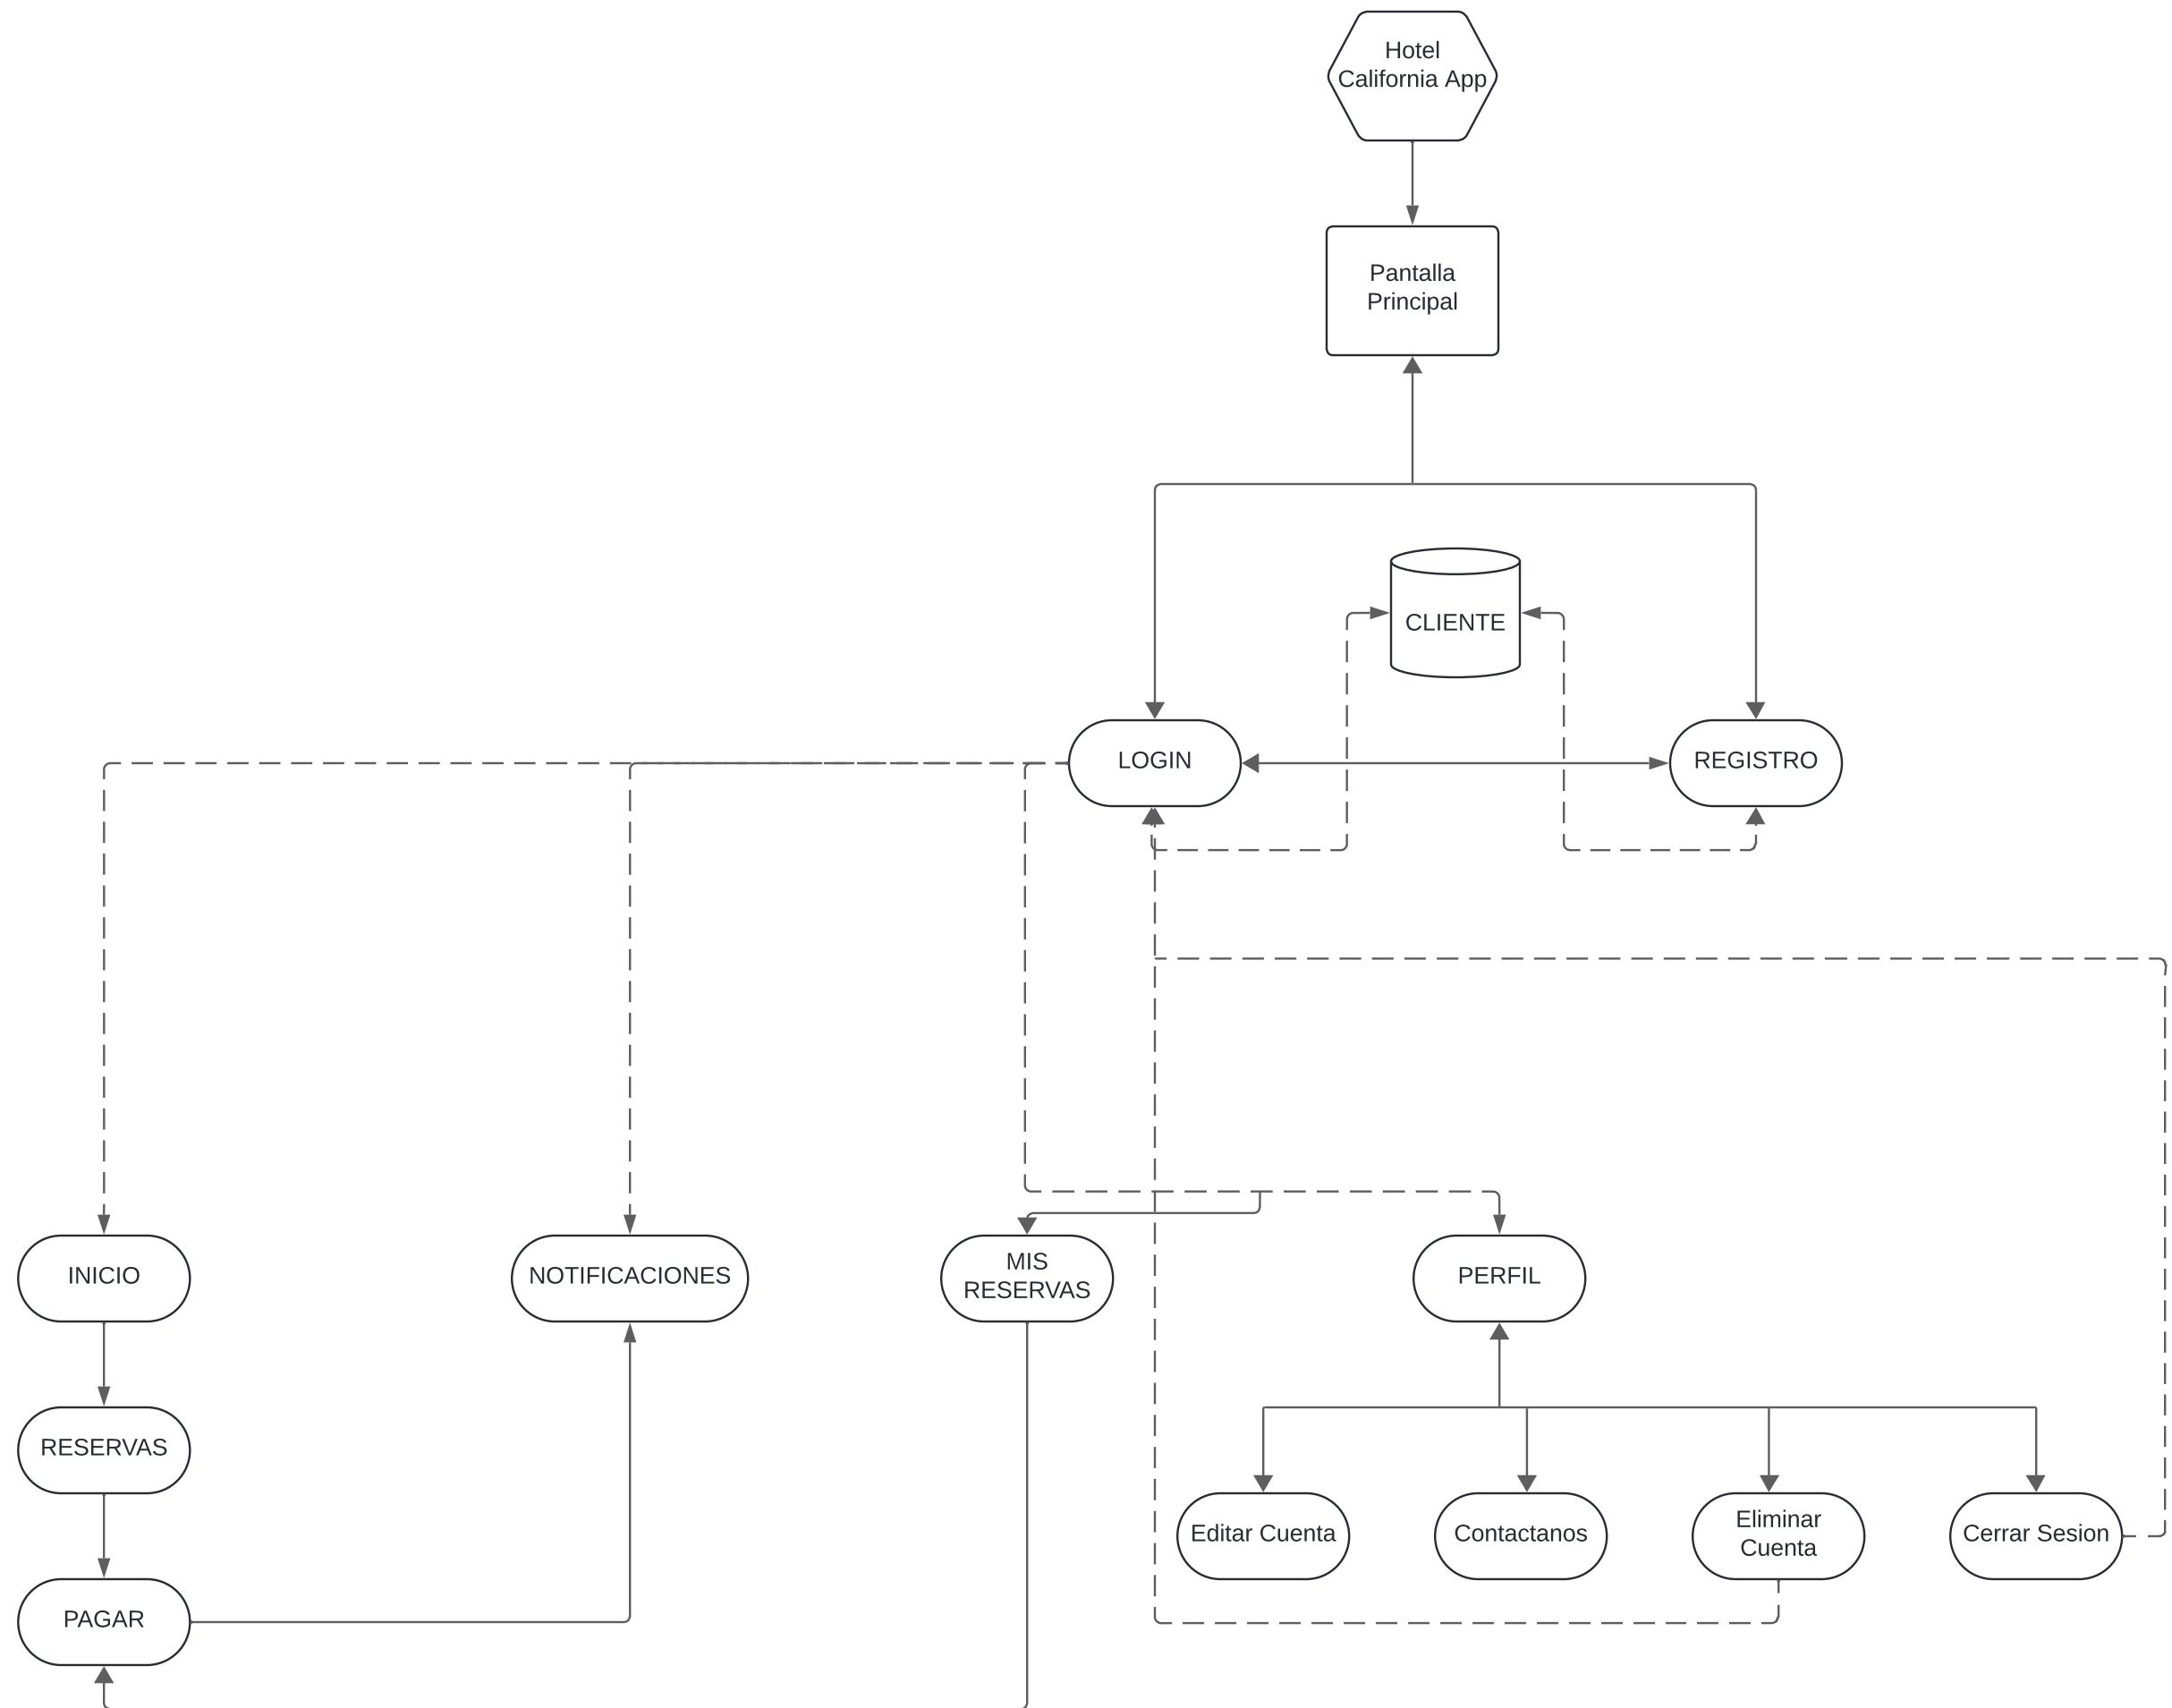 Hotel
California App
Pantalla
Principal
CLIENTE
LOGIN
REGISTRO
INICIO
NOTIFICACIONES
MIS
RESERVAS
PERFIL
RESERVAS
Editar Cuenta
Contactanos
Eliminar
Cuenta
Cerrar Sesion
PAGAR